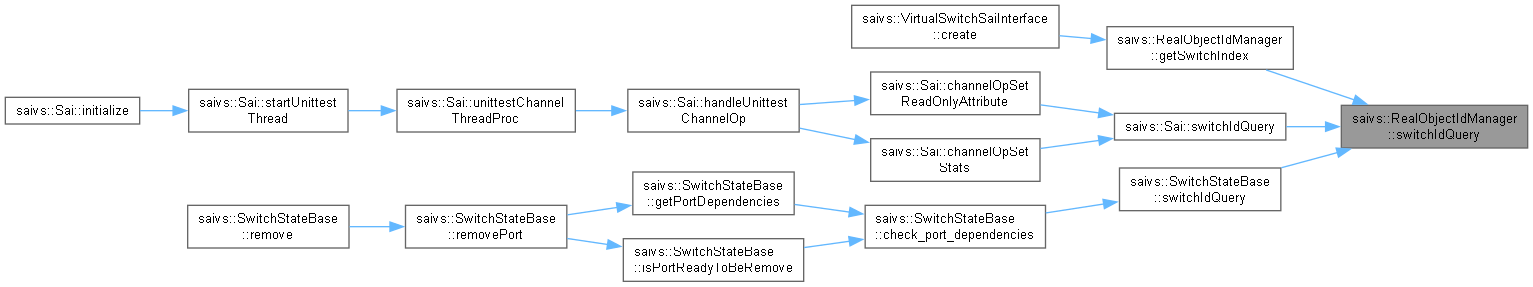 saivs::VirtualSwitchSaiInterface
::create
saivs::RealObjectIdManager
::getSwitchIndex
saivs::Sai::initialize
saivs::Sai::startUnittest
Thread
saivs::Sai::unittestChannel
ThreadProc
saivs::Sai::handleUnittest
ChannelOp
saivs::Sai::channelOpSet
ReadOnlyAttribute
saivs::Sai::channelOpSet
Stats
saivs::Sai::switchIdQuery
saivs::RealObjectIdManager
::switchIdQuery
saivs::SwitchStateBase
::switchIdQuery
saivs::SwitchStateBase
::remove
saivs::SwitchStateBase
::removePort
saivs::SwitchStateBase
::getPortDependencies
saivs::SwitchStateBase
::isPortReadyToBeRemove
saivs::SwitchStateBase
::check_port_dependencies